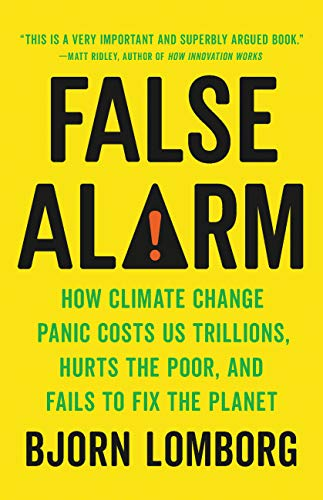 “THIS IS A VERY IMPORTANT AND SUPERBLY ARGUED BOOK.”
—MATT RIDLEY, AUTHOR OF HOW INNOVATION WORKS
FALSE
ALARM
HOW CLIMATE CHANGE
PANIC COSTS US TRILLIONS,
HURTS THE POOR, AND
FAILS TO FIX THE PLANET
BJORN LOMBORG